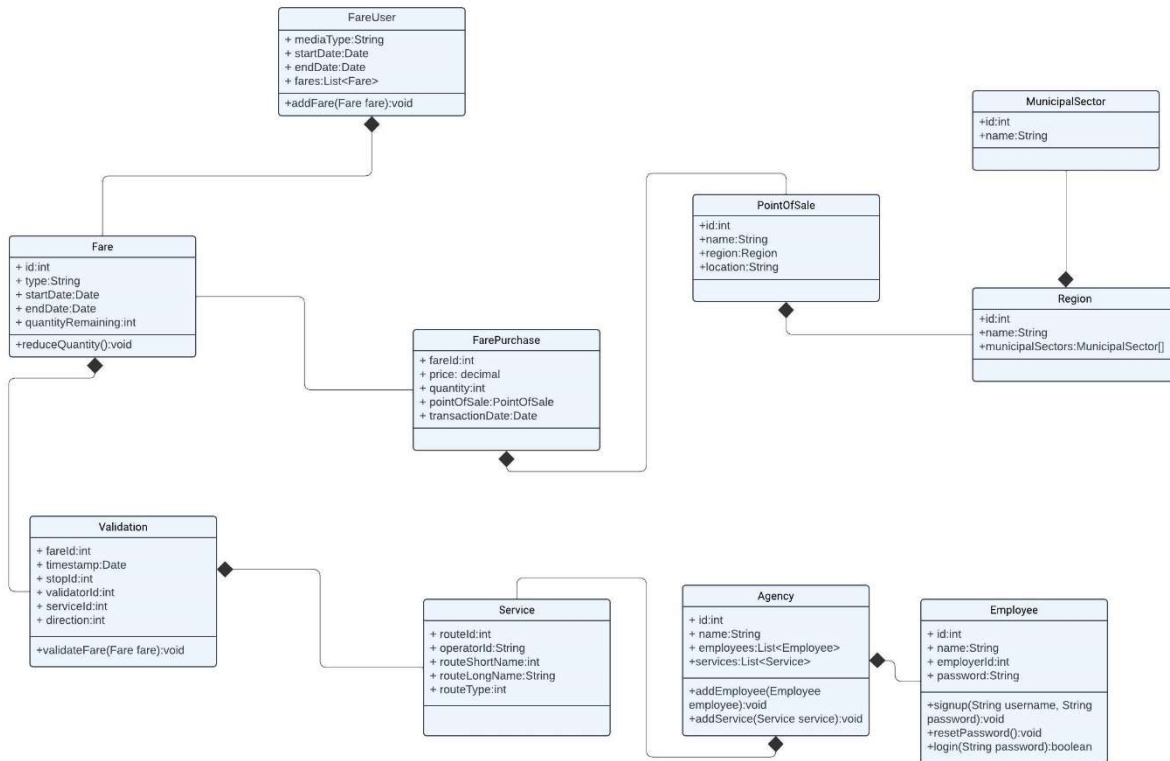 FareUser
+ mediaType:String
+ startDate:Date
+ endDate:Date
+ fares:List<Fare>
+addFare(Fare fare):void
MunicipalSector
+id:int
+name:String
PointOfSale
+id:int
+name:String
+region:Region
+location:String
Fare
+ id:int
+ type:String
+ startDate:Date
+ endDate:Date
+ quantityRemaining:int
+reduceQuantity():void
Region
+id:int
+name:String
+municipalSectors:MunicipalSector[]
FarePurchase
+ fareId:int
+ price: decimal
+ quantity:int
+ pointOfSale:PointOfSale
+ transactionDate:Date
Validation
+ fareId:int
+ timestamp:Date
+ stopId:int
+ validatorId:int
+ serviceId:int
+ direction:int
+validateFare(Fare fare):void
Service
+ routeId:int
+ operatorId:String
+ routeShortName:int
+ routeLongName:String
+ routeType:int
Agency
+ id:int
+ name:String
+ employees:List<Employee>
+services:List<Service>
+addEmployee(Employee
employee):void
+addService(Service service):void
Employee
+ id:int
+ name:String
+ employerId:int
+ password:String
+signup(String username, String
password):void
+resetPassword():void
+login(String password):boolean